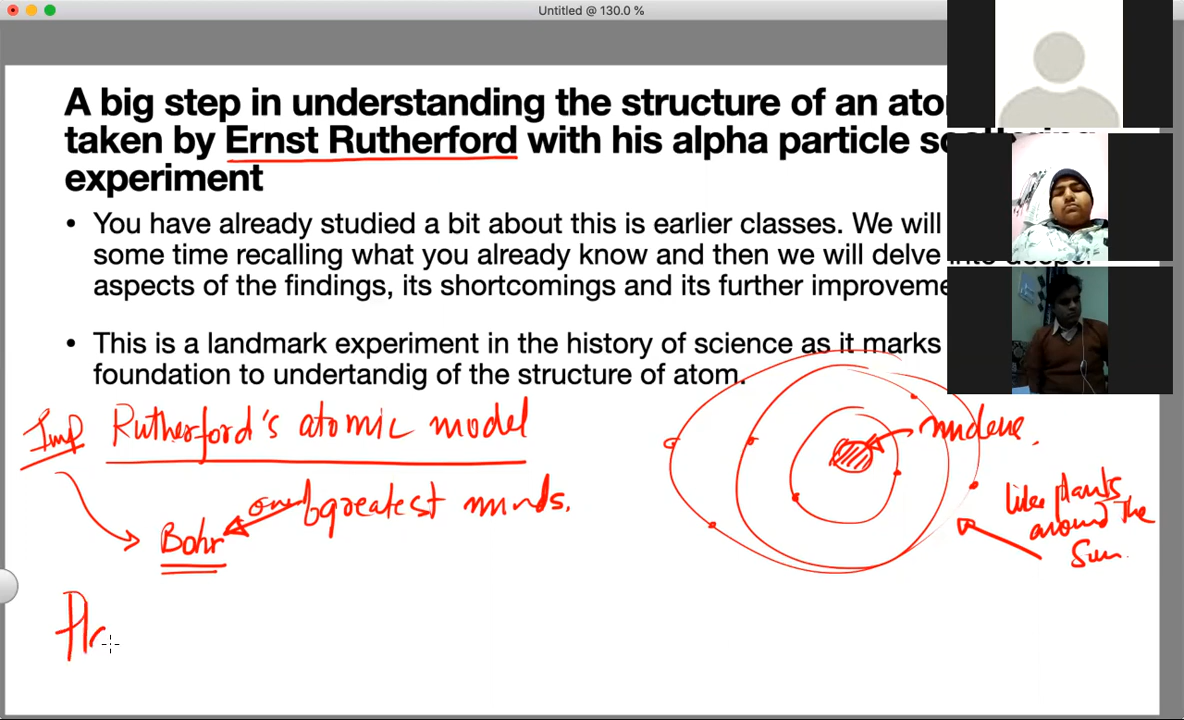 Untitled @ 130.0 %
A big step in understanding the structure of an ato
taken by Ernst Rutherford with his alpha particle
experiment
• You have already studied a bit about this is earlier classes. We will
some time recalling what you already know and then we will delve into deeper
aspects of the findings, its shortcomings and its further improveme
• This is a landmark experiment in the history of science as it marks
foundation to undertandig of the structure of atom.
Imp Rutherford's atomic model
Bohr greatest minds.
like plants
around the
Sun.